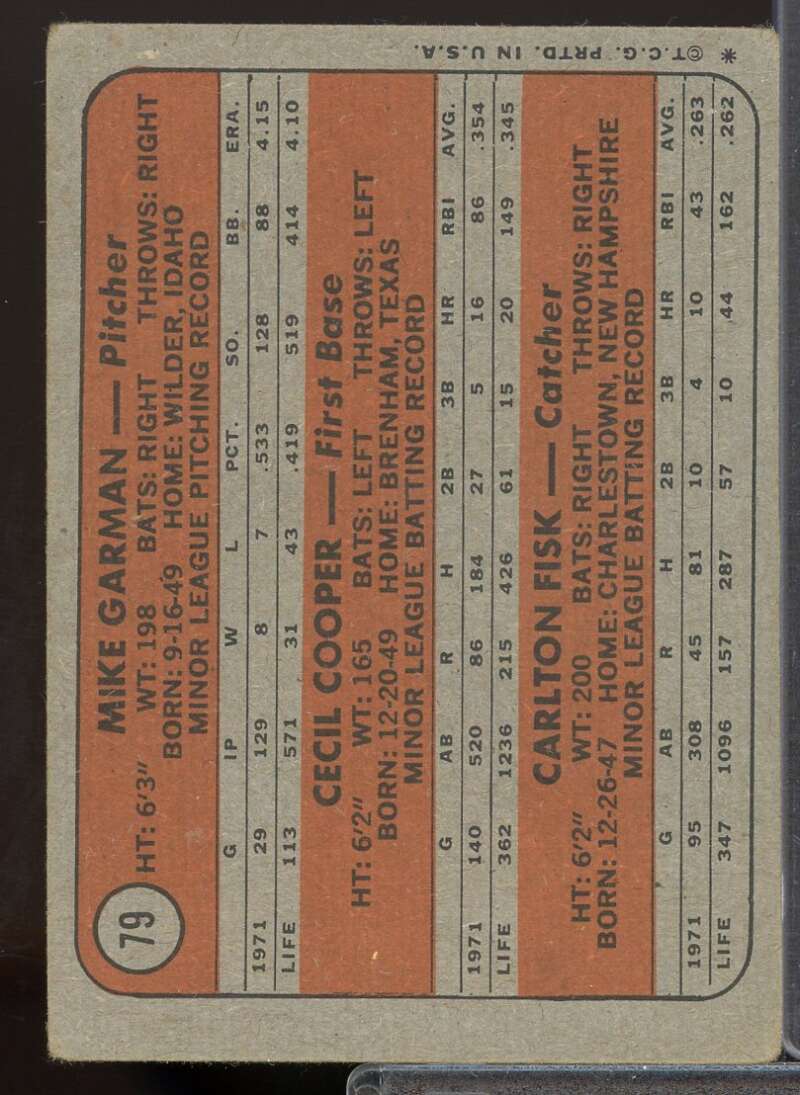 79
MIKE GARMAN — Pitcher
HT: 6'3" WT: 198 BATS: RIGHT THROWS: RIGHT
BORN: 9-16-49 HOME: WILDER, IDAHO
MINOR LEAGUE PITCHING RECORD
G IP W L PCT. SO. BB. ERA.
1971 29 129 8 7 .533 128 88 4.15
LIFE 113 571 31 43 .419 519 414 4.10
CECIL COOPER — First Base
HT: 6'2" WT: 165 BATS: LEFT THROWS: LEFT
BORN: 12-20-49 HOME: BRENHAM, TEXAS
MINOR LEAGUE BATTING RECORD
G AB R H 2B 3B HR RBI AVG.
1971 140 520 86 184 27 5 16 86 .354
LIFE 362 1236 215 426 61 15 20 149 .345
CARLTON FISK — Catcher
HT: 6'2" WT: 200 BATS: RIGHT THROWS: RIGHT
BORN: 12-26-47 HOME: CHARLESTOWN, NEW HAMPSHIRE
MINOR LEAGUE BATTING RECORD
G AB R H 2B 3B HR RBI AVG.
1971 95 308 45 81 10 4 10 43 .263
LIFE 347 1096 157 287 57 10 44 162 .262
* © T.C.G. PRTD. IN U.S.A.